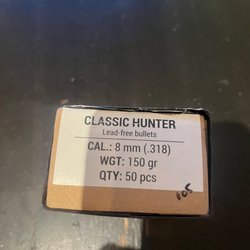 CLASSIC HUNTER
Lead-free bullets
CAL.: 8 mm (.318)
WGT: 150 gr
QTY: 50 pcs